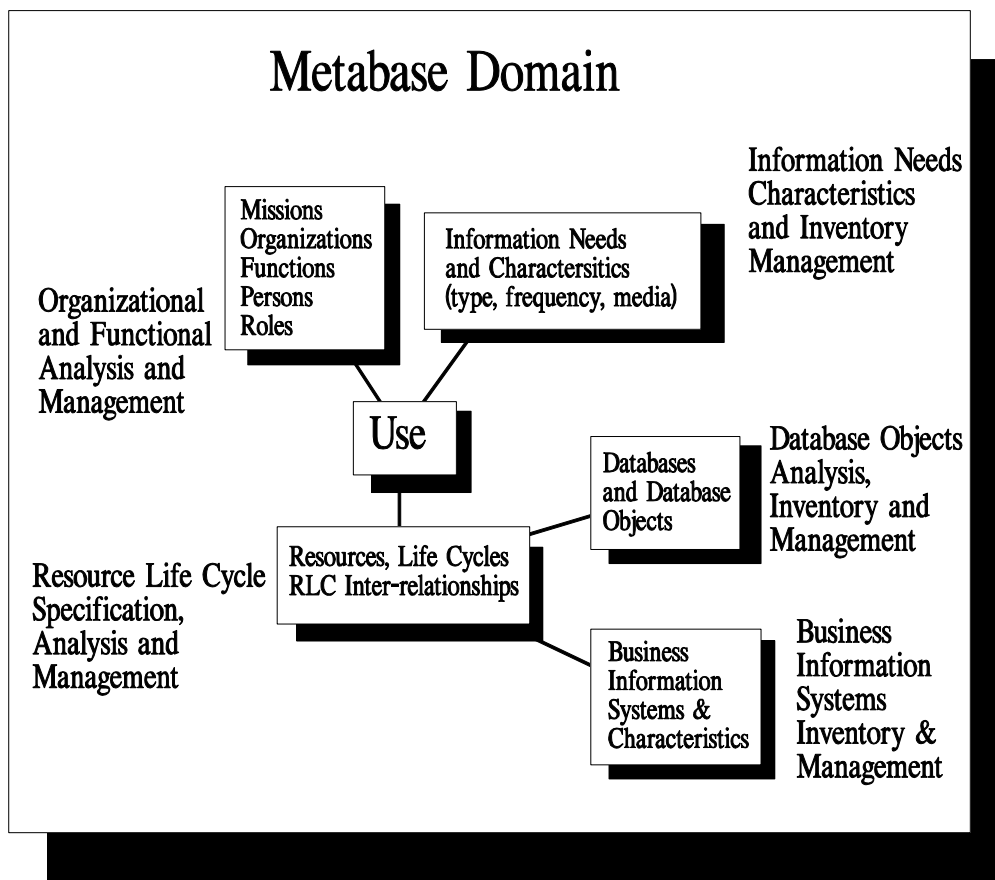 Metabase Domain
Information Needs
Characteristics
and Inventory
Management
Missions
Organizations
Functions
Persons
Roles
Information Needs
and Charactersitics
(type, frequency, media)
Organizational
and Functional
Analysis and
Management
Use
Databases
and Database
Objects
Database Objects
Analysis,
Inventory and
Management
Resources, Life Cycles
RLC Inter-relationships
Resource Life Cycle
Specification,
Analysis and
Management
Business
Information
Systems &
Characteristics
Business
Information
Systems
Inventory &
Management